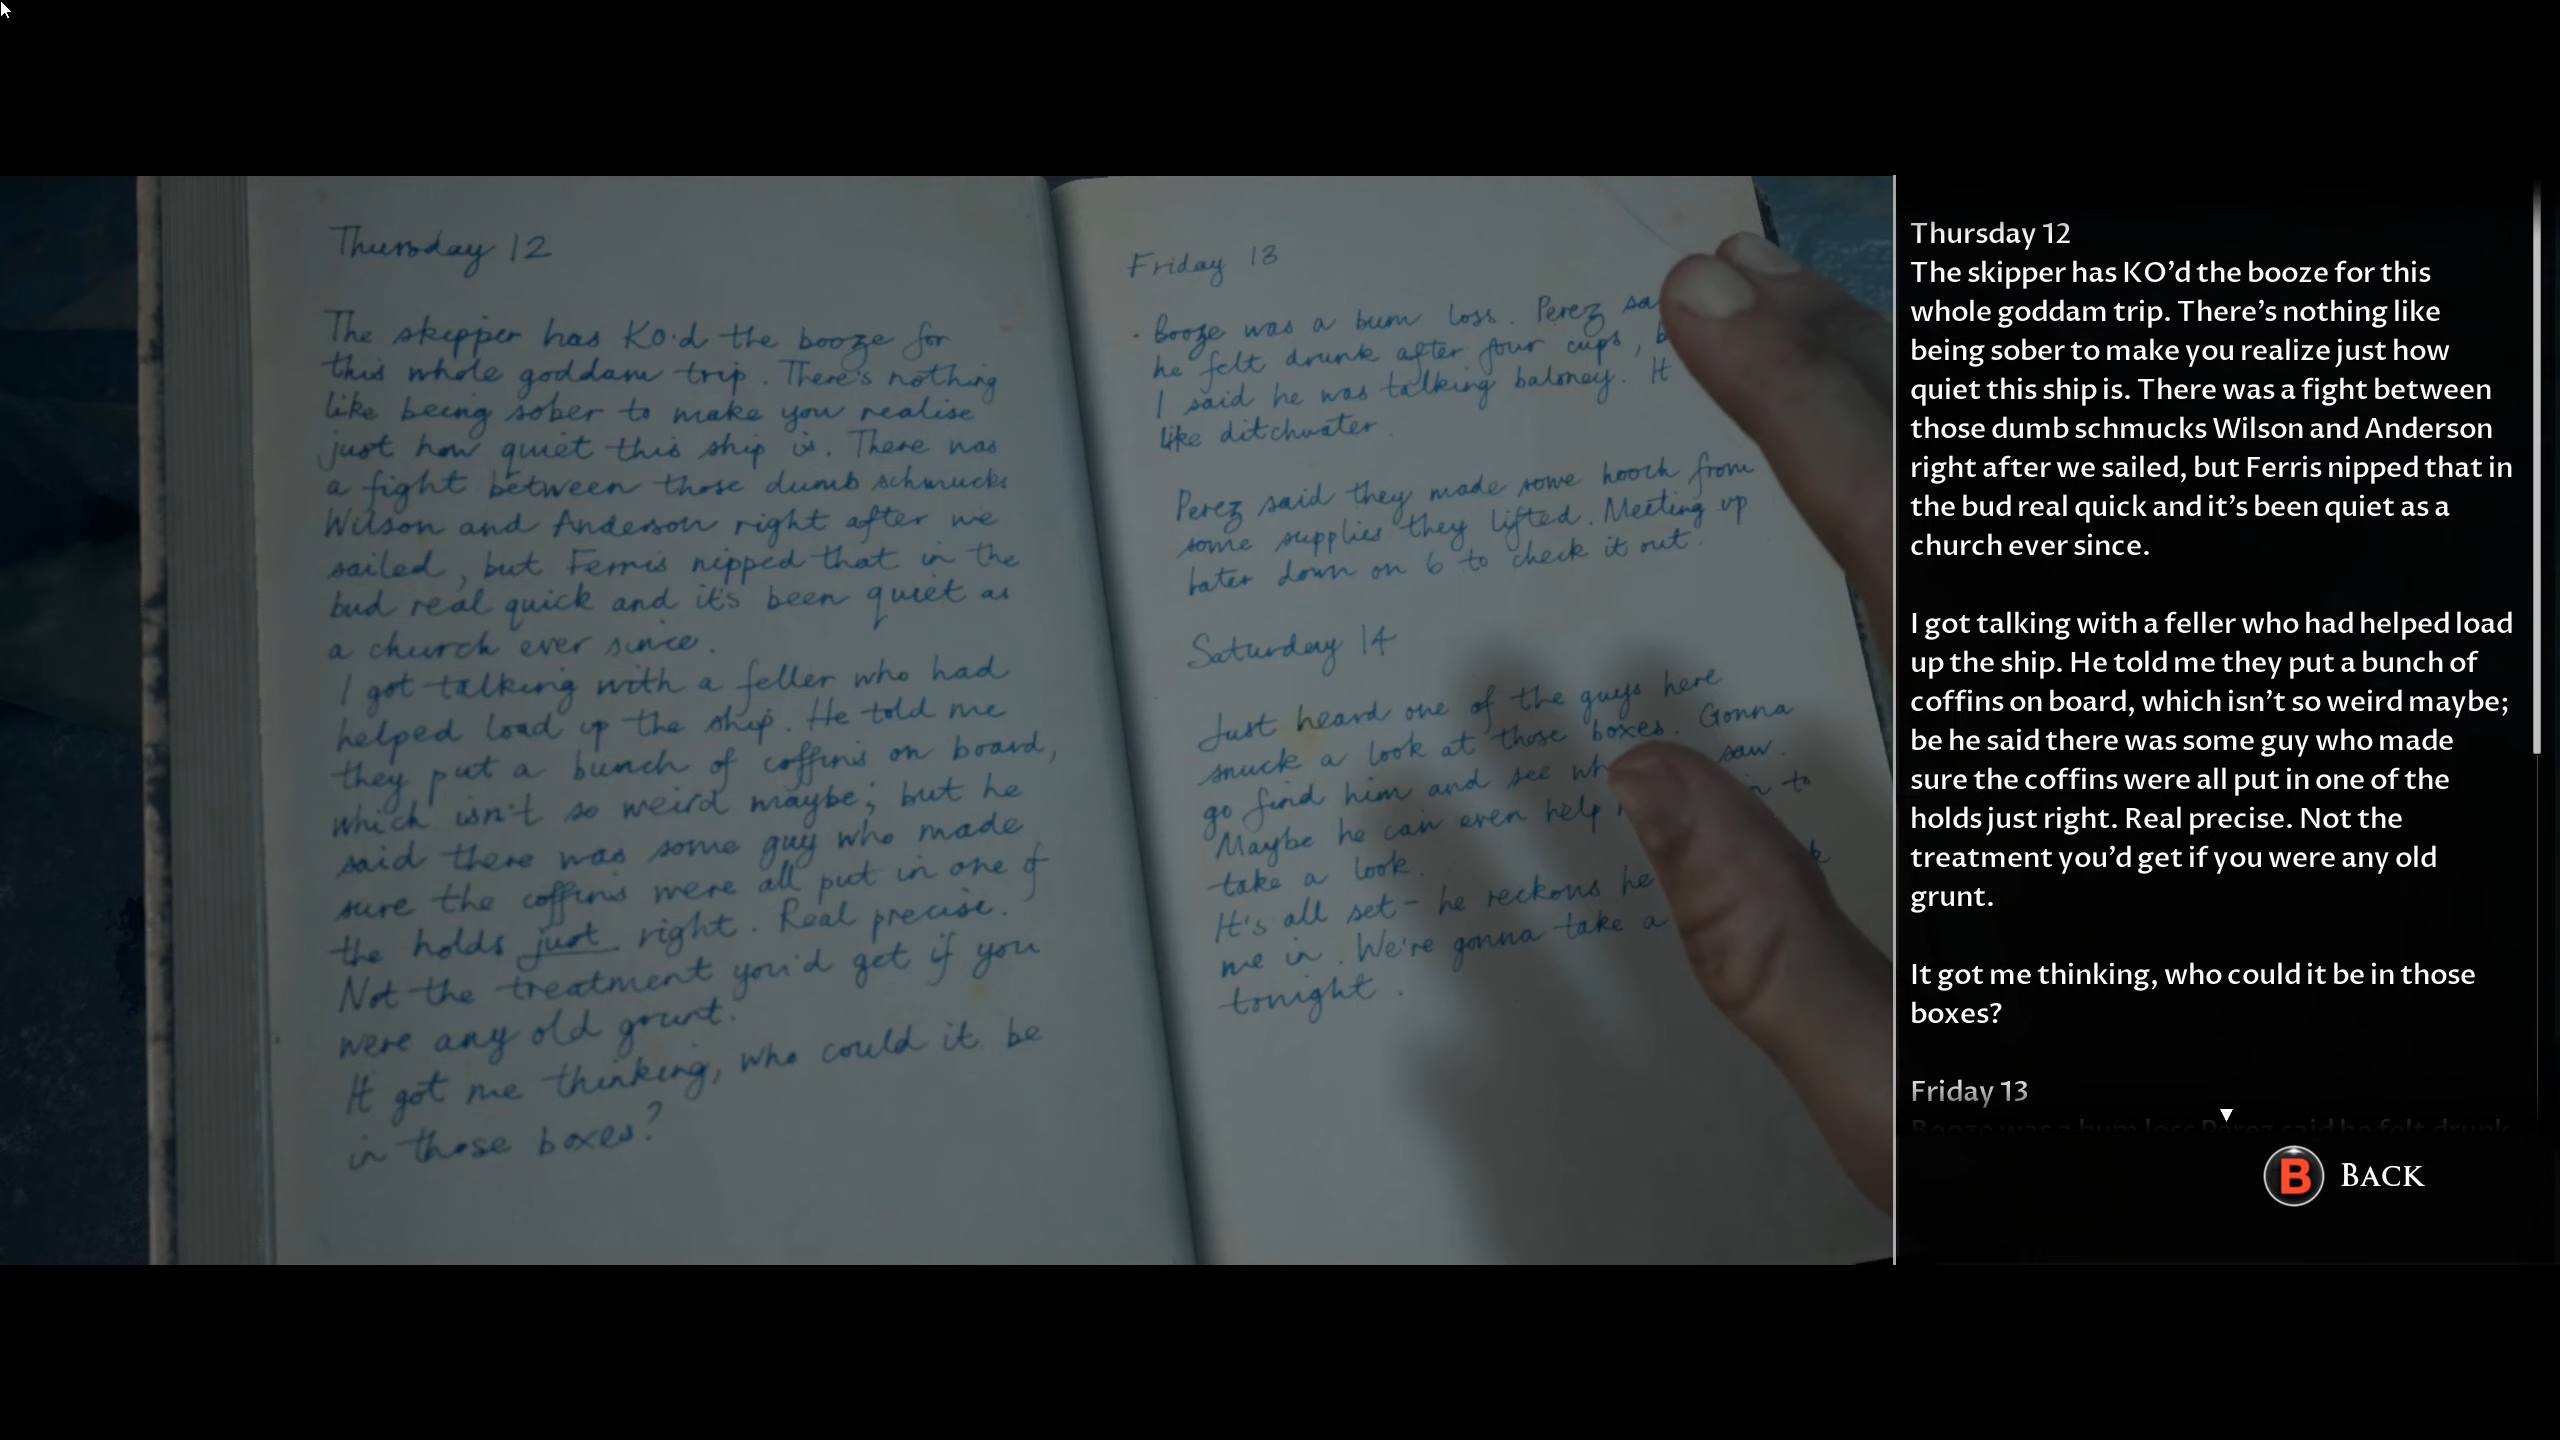 Thursday 12
The skipper has KO'd the booze for
this whole goddam trip. There's nothing
like being sober to make you realise
just how quiet this ship is. There was
a fight between those dumb schmucks
Wilson and Anderson right after we
sailed, but Ferris nipped that in the
bud real quick and it's been quiet as
a church ever since.
I got talking with a feller who had
helped load up the ship. He told me
they put a bunch of coffins on board,
which isn't so weird maybe; but he
said there was some guy who made
sure the coffins were all put in one of
the holds just right. Real precise.
Not the treatment you'd get if you
were any old grunt.
It got me thinking, who could it be
in those boxes?
Friday 13
Booze was a bum loss. Perez
he felt drunk after four cups,
I said he was talking baloney. It
like ditchwater.
Perez said they made some hooch from
some supplies they lifted. Meeting up
later down on 6 to check it out.
Saturday 14
Just heard one of the guys here
snuck a look at those boxes. Gonna
go find him and see saw.
Maybe he can even help to
take a look.
It's all set - he reckons he
me in. We're gonna take a
tonight.
Thursday 12
The skipper has KO’d the booze for this
whole goddam trip. There’s nothing like
being sober to make you realize just how
quiet this ship is. There was a fight between
those dumb schmucks Wilson and Anderson
right after we sailed, but Ferris nipped that in
the bud real quick and it’s been quiet as a
church ever since.
I got talking with a feller who had helped load
up the ship. He told me they put a bunch of
coffins on board, which isn’t so weird maybe;
be he said there was some guy who made
sure the coffins were all put in one of the
holds just right. Real precise. Not the
treatment you’d get if you were any old
grunt.
It got me thinking, who could it be in those
boxes?
Friday 13
Booze was a bum loss Perez said he felt drunk
B BACK